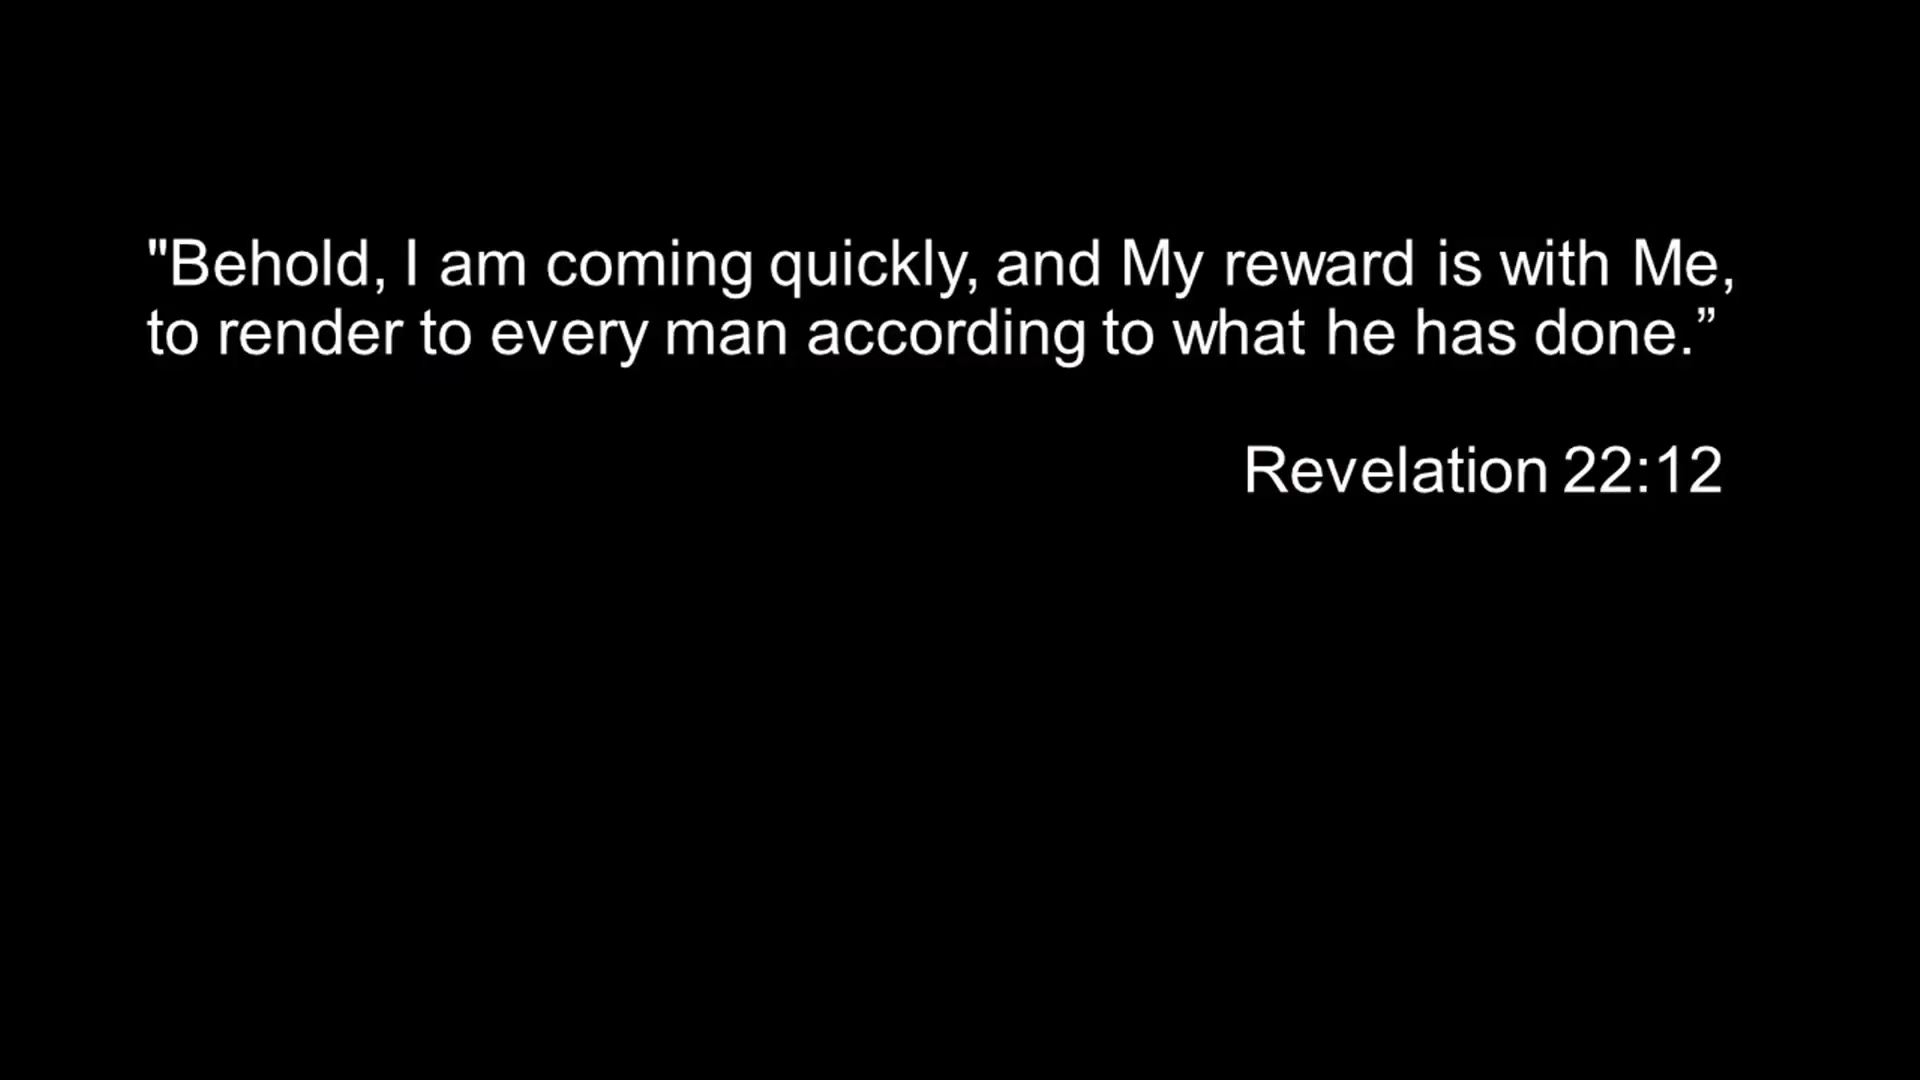 "Behold, I am coming quickly, and My reward is with Me,
to render to every man according to what he has done.”
Revelation 22:12